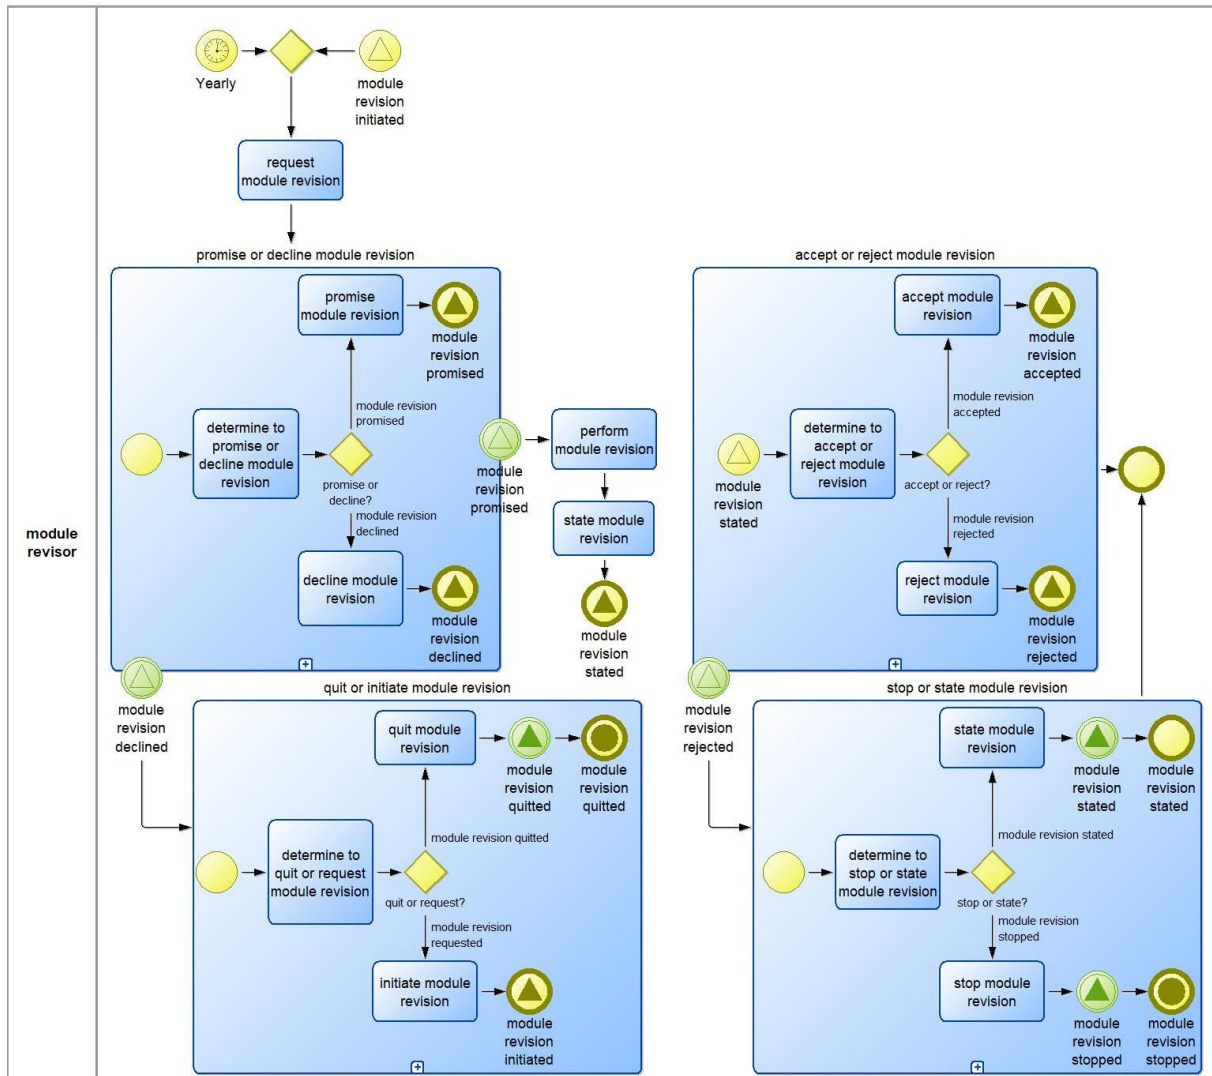 module
revisor
Yearly
module
revision
initiated
request
module revision
promise or decline module revision
promise
module revision
module
revision
promised
module revision
promised
determine to
promise or
decline module
revision
promise or
decline?
module revision
declined
decline module
revision
module
revision
declined
module
revision
promised
perform
module revision
state module
revision
module
revision
stated
accept or reject module revision
accept module
revision
module
revision
accepted
module revision
accepted
module
revision
stated
determine to
accept or
reject module
revision
accept or reject?
module revision
rejected
reject module
revision
module
revision
rejected
module
revision
declined
quit or initiate module revision
quit module
revision
module
revision
quitted
module
revision
quitted
module revision quitted
determine to
quit or request
module revision
quit or request?
module revision
requested
initiate module
revision
module
revision
initiated
module
revision
rejected
stop or state module revision
state module
revision
module
revision
stated
module
revision
stated
module revision stated
determine to
stop or state
module revision
stop or state?
module revision
stopped
stop module
revision
module
revision
stopped
module
revision
stopped